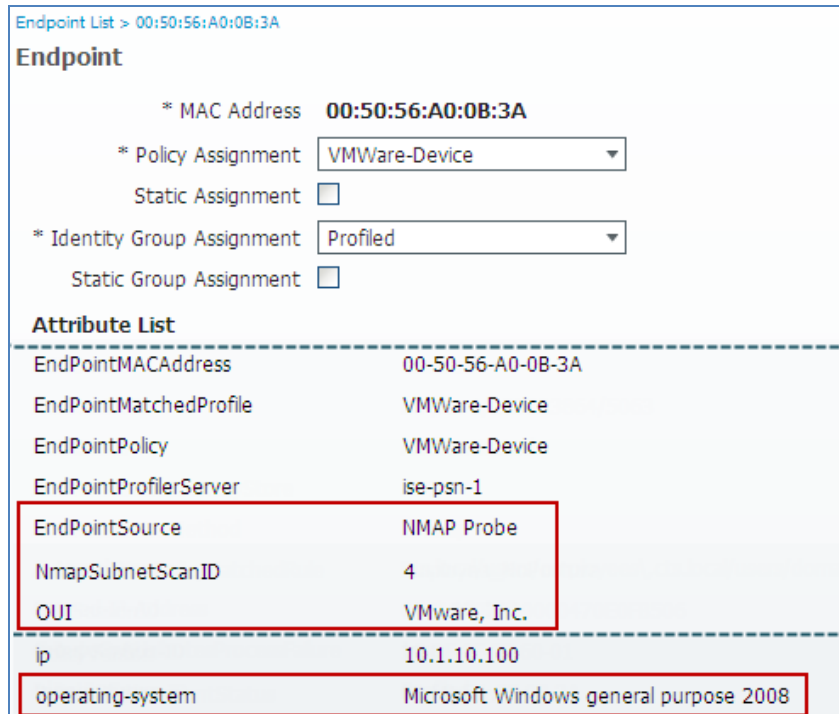 Endpoint List > 00:50:56:A0:0B:3A
Endpoint
* MAC Address 00:50:56:A0:0B:3A
* Policy Assignment VMWare-Device
Static Assignment
* Identity Group Assignment Profiled
Static Group Assignment
Attribute List
EndPointMACAddress 00-50-56-A0-0B-3A
EndPointMatchedProfile VMWare-Device
EndPointPolicy VMWare-Device
EndPointProfilerServer ise-psn-1
EndPointSource NMAP Probe
NmapSubnetScanID 4
OUI VMware, Inc.
ip 10.1.10.100
operating-system Microsoft Windows general purpose 2008